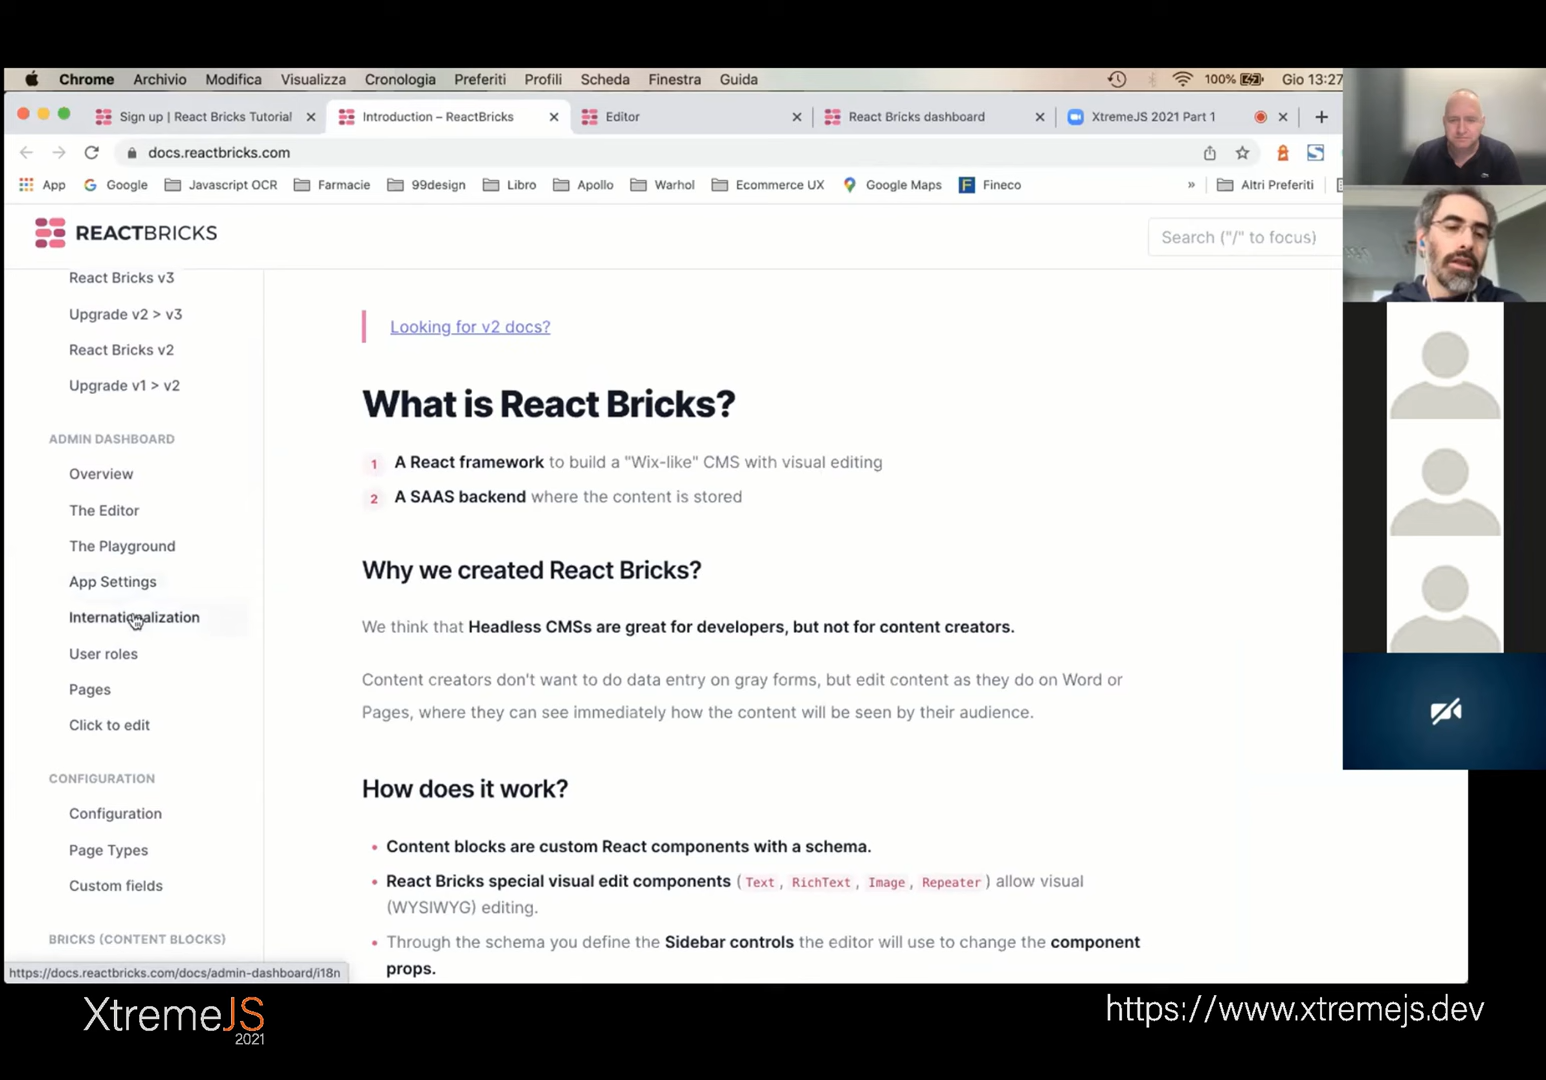 Chrome Archivio Modifica Visualizza Cronologia Preferiti Profili Scheda Finestra Guida 100% Gio 13:27
Sign up | React Bricks Tutorial Introduction – ReactBricks Editor React Bricks dashboard XtremeJS 2021 Part 1
docs.reactbricks.com
App Google Javascript OCR Farmacie 99design Libro Apollo Warhol Ecommerce UX Google Maps Fineco » Altri Preferiti
REACTBRICKS
Search ("/" to focus)
React Bricks v3
Upgrade v2 > v3
React Bricks v2
Upgrade v1 > v2
ADMIN DASHBOARD
Overview
The Editor
The Playground
App Settings
Internationalization
User roles
Pages
Click to edit
CONFIGURATION
Configuration
Page Types
Custom fields
BRICKS (CONTENT BLOCKS)
https://docs.reactbricks.com/docs/admin-dashboard/i18n
Looking for v2 docs?
What is React Bricks?
1 A React framework to build a "Wix-like" CMS with visual editing
2 A SAAS backend where the content is stored
Why we created React Bricks?
We think that Headless CMSs are great for developers, but not for content creators.
Content creators don't want to do data entry on gray forms, but edit content as they do on Word or
Pages, where they can see immediately how the content will be seen by their audience.
How does it work?
• Content blocks are custom React components with a schema.
• React Bricks special visual edit components ( Text , RichText , Image , Repeater ) allow visual
(WYSIWYG) editing.
• Through the schema you define the Sidebar controls the editor will use to change the component
props.
XtremeJS
2021
https://www.xtremejs.dev